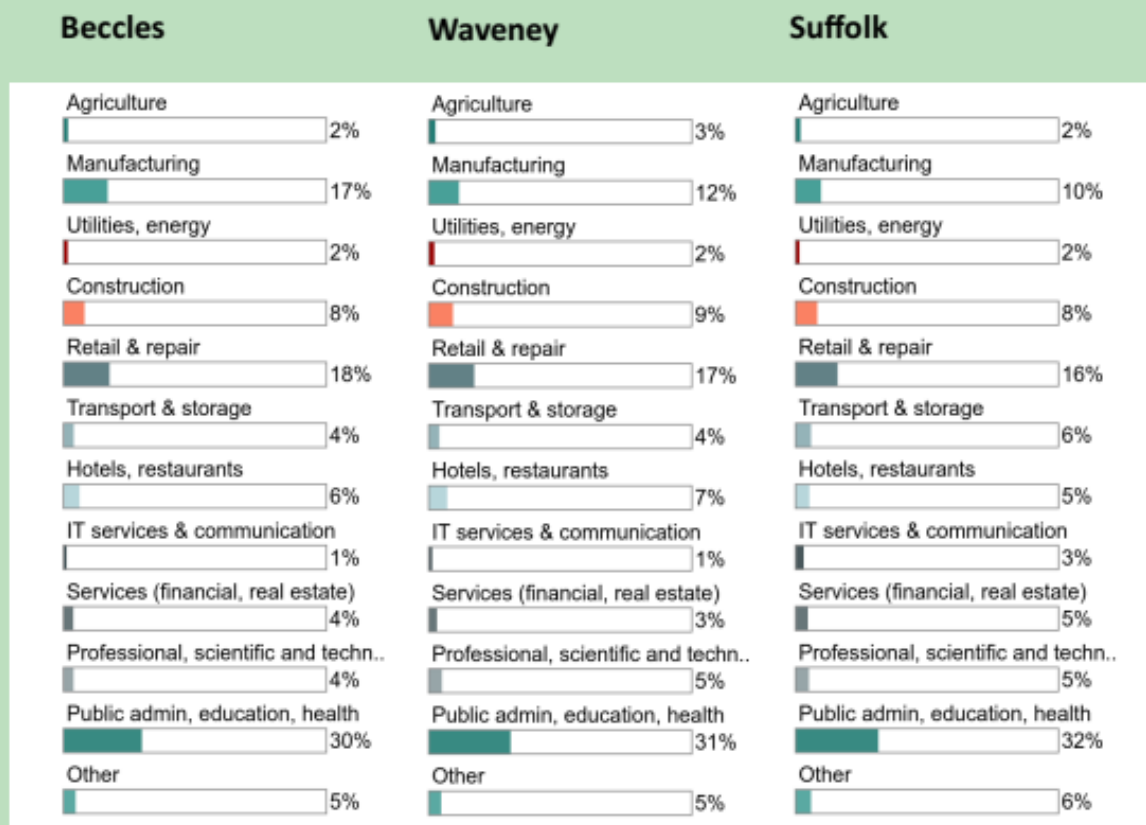 Beccles
Waveney
Suffolk
Agriculture
2%
Manufacturing
17%
Utilities, energy
2%
Construction
8%
Retail & repair
18%
Transport & storage
4%
Hotels, restaurants
6%
IT services & communication
1%
Services (financial, real estate)
4%
Professional, scientific and techn..
4%
Public admin, education, health
30%
Other
5%
Agriculture
3%
Manufacturing
12%
Utilities, energy
2%
Construction
9%
Retail & repair
17%
Transport & storage
4%
Hotels, restaurants
7%
IT services & communication
1%
Services (financial, real estate)
3%
Professional, scientific and techn..
5%
Public admin, education, health
31%
Other
5%
Agriculture
2%
Manufacturing
10%
Utilities, energy
2%
Construction
8%
Retail & repair
16%
Transport & storage
6%
Hotels, restaurants
5%
IT services & communication
3%
Services (financial, real estate)
5%
Professional, scientific and techn..
5%
Public admin, education, health
32%
Other
6%